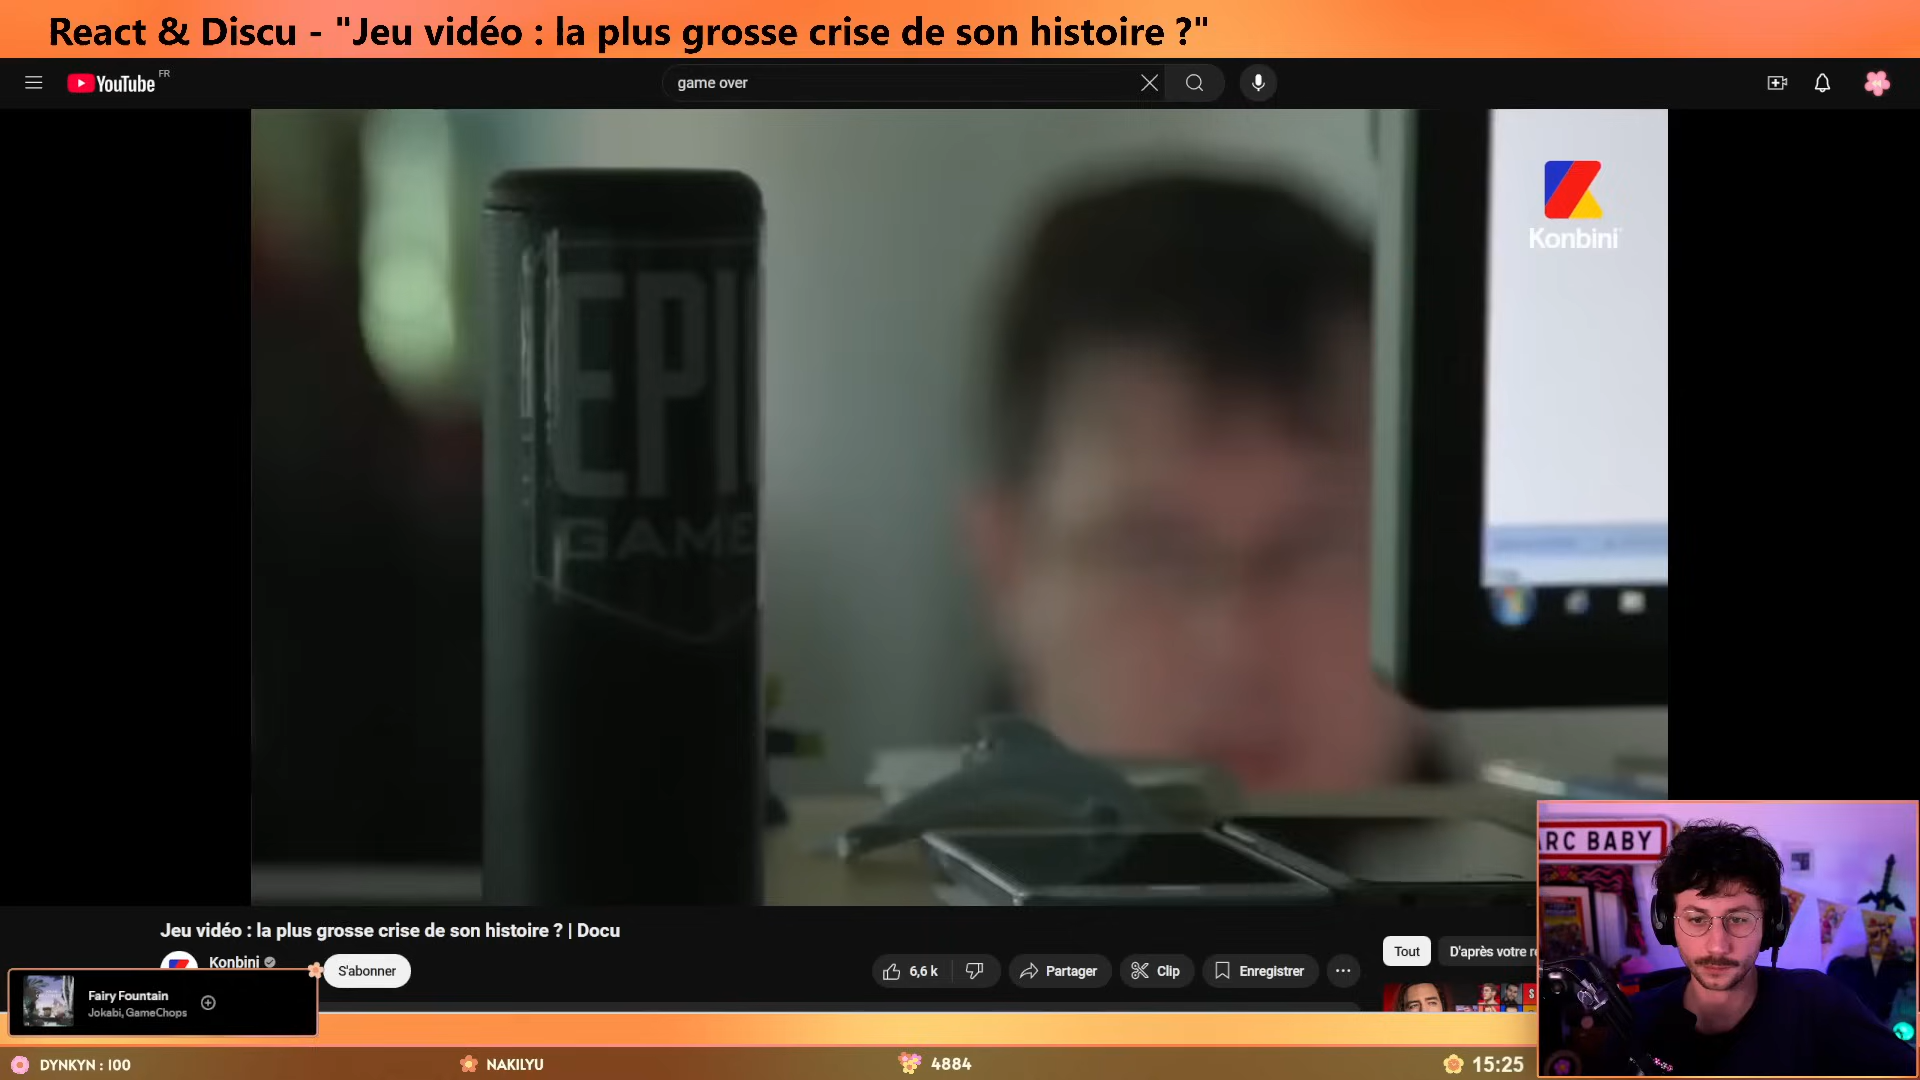 React & Discu - "Jeu vidéo : la plus grosse crise de son histoire ?"
YouTube FR
game over
Konbini
EPI
GAME
Jeu vidéo : la plus grosse crise de son histoire ? | Docu
Konbini
S'abonner
6,6 k
Partager
Clip
Enregistrer
Tout
D'après votre re
ARC BABY
Fairy Fountain
Jokabi, GameChops
DYNKYN : 100
NAKILYU
4884
15:25